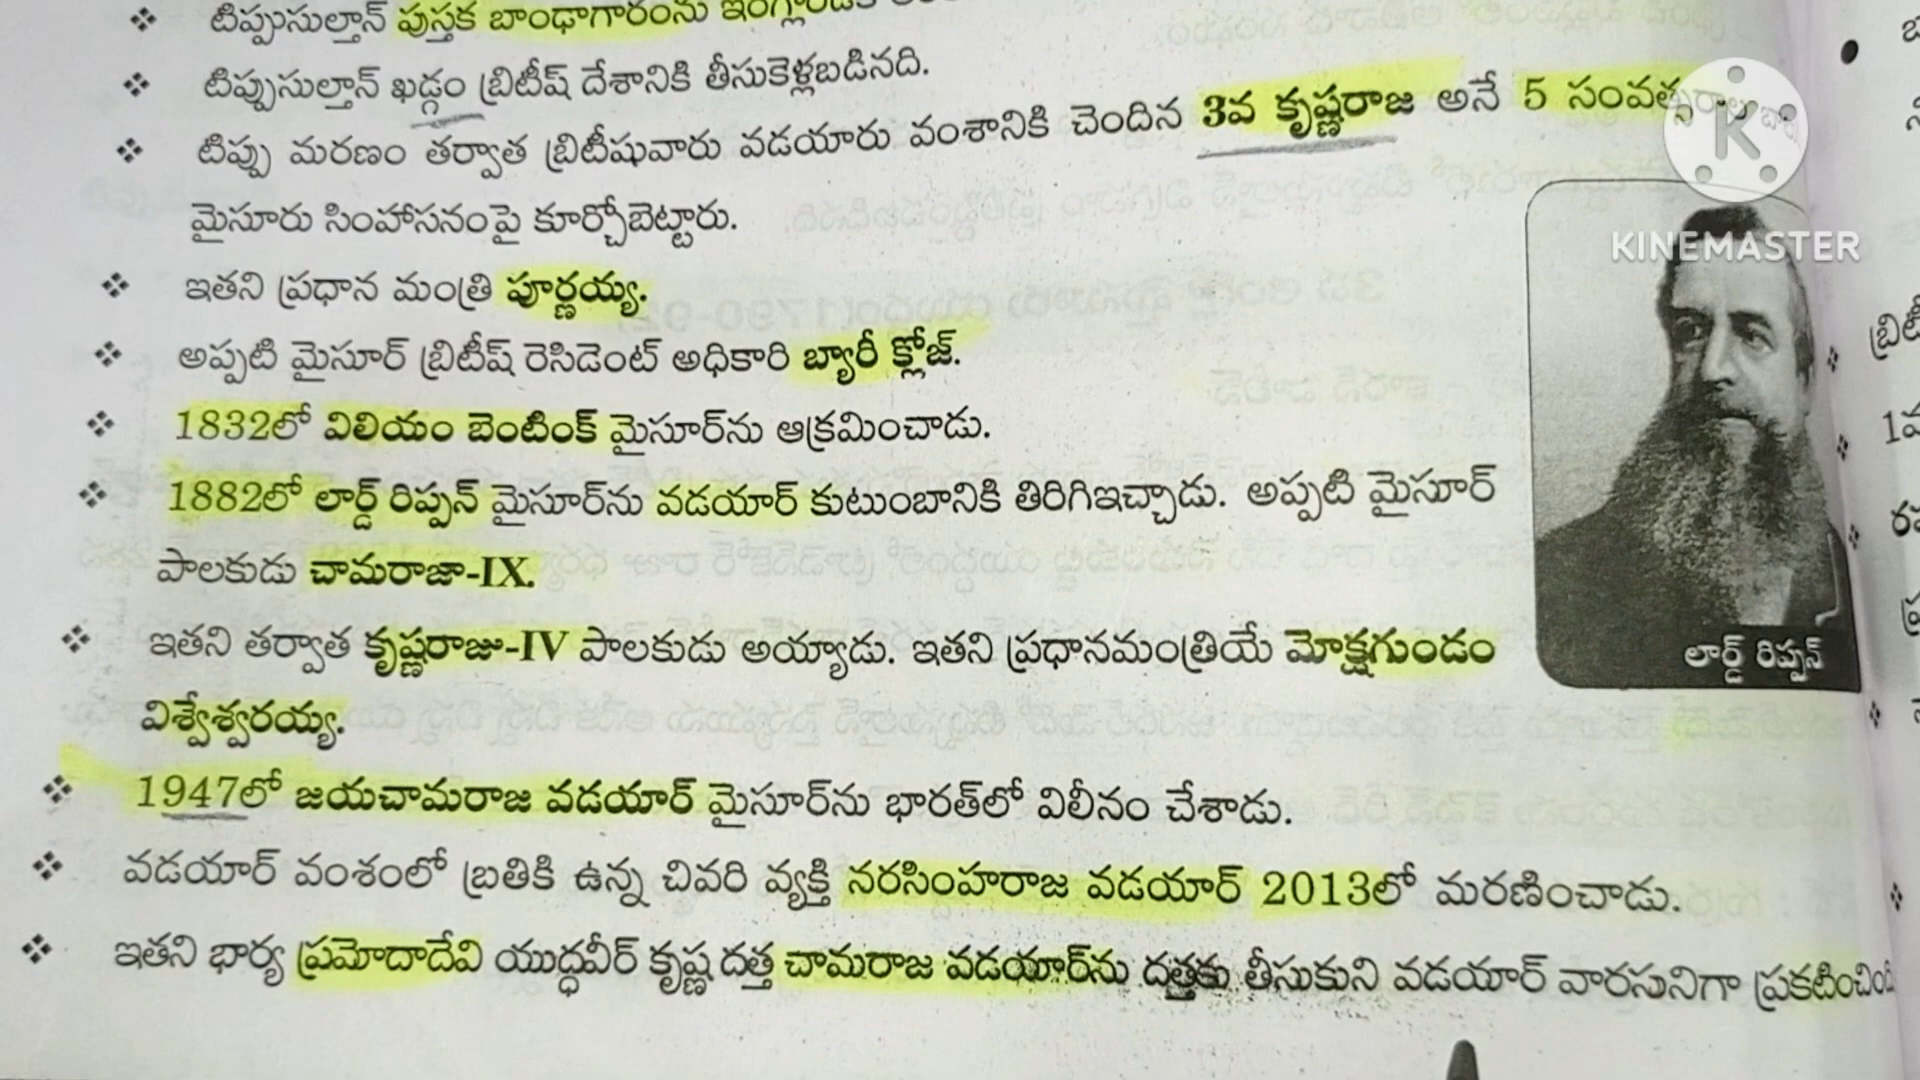 ❖ టిప్పుసుల్తాన్ పుస్తక బాంఢాగారంను
❖ టిప్పుసుల్తాన్ ఖడ్గం బ్రిటీష్ దేశానికి తీసుకెళ్లబడినది.
❖ టిప్పు మరణం తర్వాత బ్రిటీషువారు వడయారు వంశానికి చెందిన 3వ కృష్ణరాజ అనే 5 సంవత్సరాల
మైసూరు సింహాసనంపై కూర్చోబెట్టారు.
❖ ఇతని ప్రధాన మంత్రి పూర్ణయ్య.
❖ అప్పటి మైసూర్ బ్రిటీష్ రెసిడెంట్ అధికారి బ్యారీ క్లోజ్.
❖ 1832లో విలియం బెంటింక్ మైసూర్‌ను ఆక్రమించాడు.
❖ 1882లో లార్డ్ రిప్పన్ మైసూర్‌ను వడయార్ కుటుంబానికి తిరిగిఇచ్చాడు. అప్పటి మైసూర్
పాలకుడు చామరాజా-IX.
❖ ఇతని తర్వాత కృష్ణరాజు-IV పాలకుడు అయ్యాడు. ఇతని ప్రధానమంత్రియే మోక్షగుండం
విశ్వేశ్వరయ్య.
❖ 1947లో జయచామరాజ వడయార్ మైసూర్‌ను భారత్‌లో విలీనం చేశాడు.
❖ వడయార్ వంశంలో బ్రతికి ఉన్న చివరి వ్యక్తి నరసింహరాజ వడయార్ 2013లో మరణించాడు.
❖ ఇతని భార్య ప్రమోదాదేవి యుద్ధవీర్ కృష్ణ దత్త చామరాజ వడయార్‌ను దత్తకు తీసుకుని వడయార్ వారసునిగా
లార్డ్ రిప్పన్
K
KINEMASTER